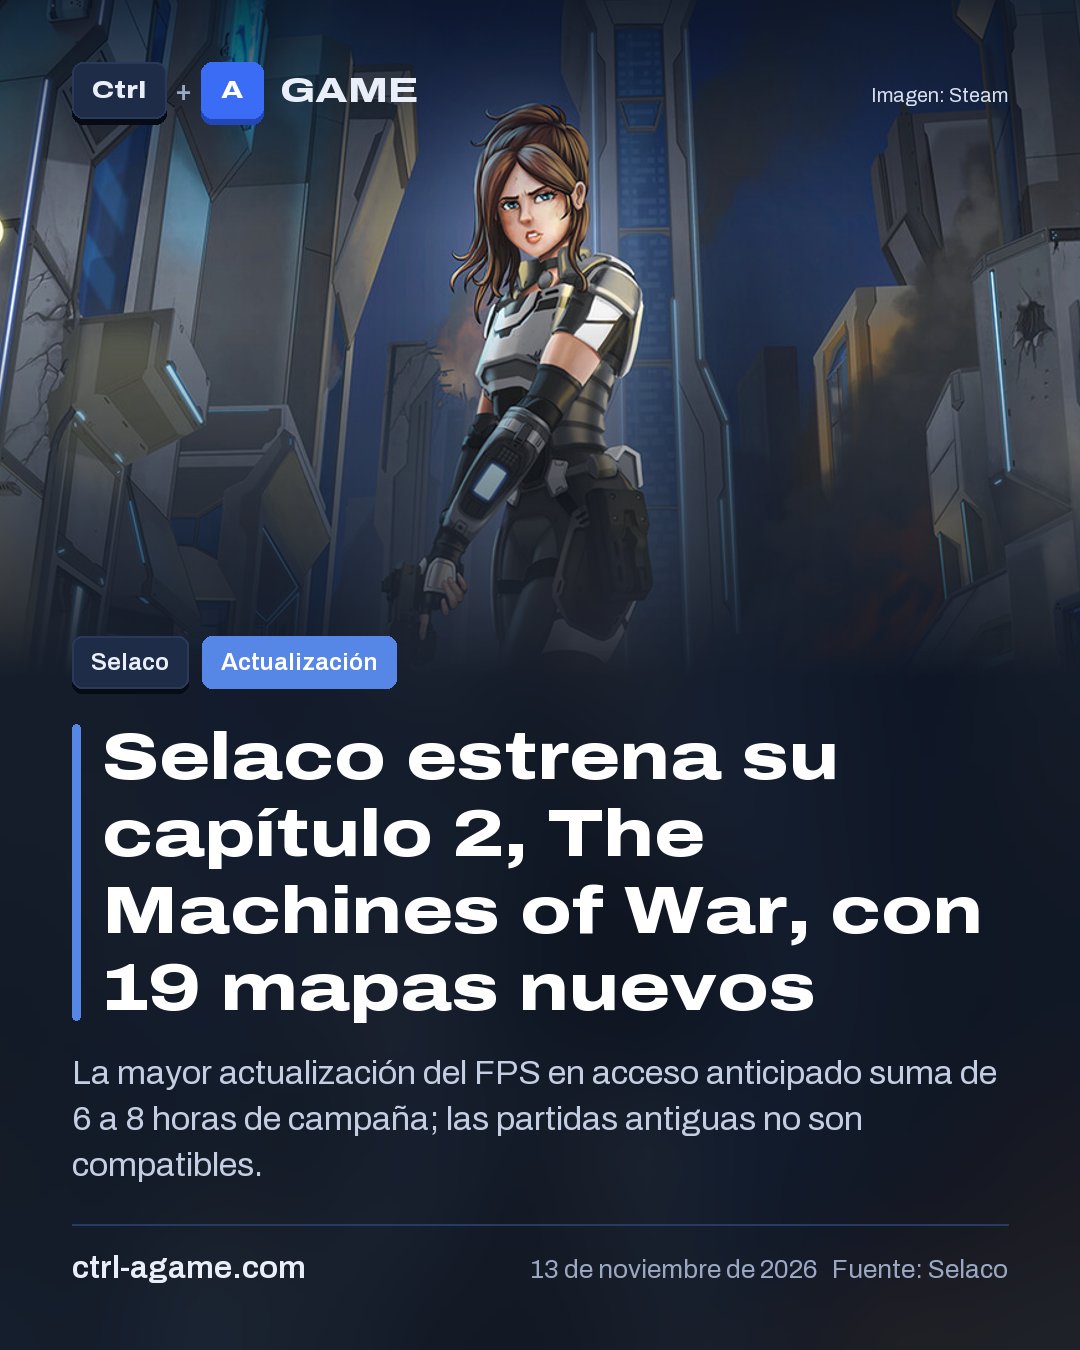 Ctrl + A GAME
Imagen: Steam
Selaco
Actualización
Selaco estrena su
capítulo 2, The
Machines of War, con
19 mapas nuevos
La mayor actualización del FPS en acceso anticipado suma de
6 a 8 horas de campaña; las partidas antiguas no son
compatibles.
ctrl-agame.com
13 de noviembre de 2026 Fuente: Selaco